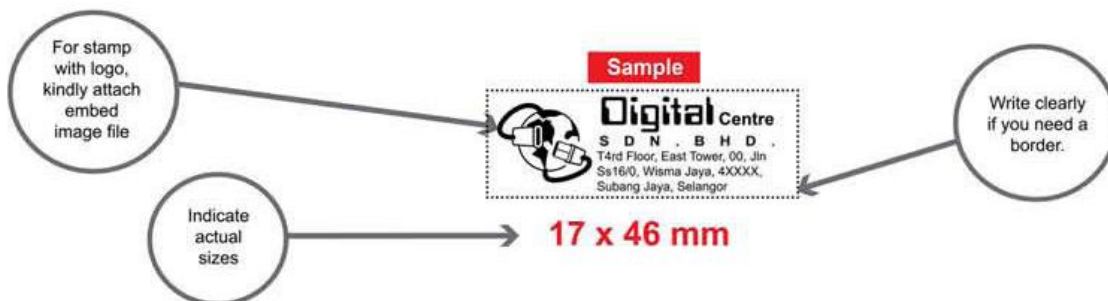 For stamp
with logo,
kindly attach
embed
image file
Sample
Digital Centre
SDN.BHD.
T4rd Floor, East Tower, 00, Jln
Ss16/0, Wisma Jaya, 4XXXX,
Subang Jaya, Selangor
Write clearly
if you need a
border.
Indicate
actual
sizes
17 x 46 mm